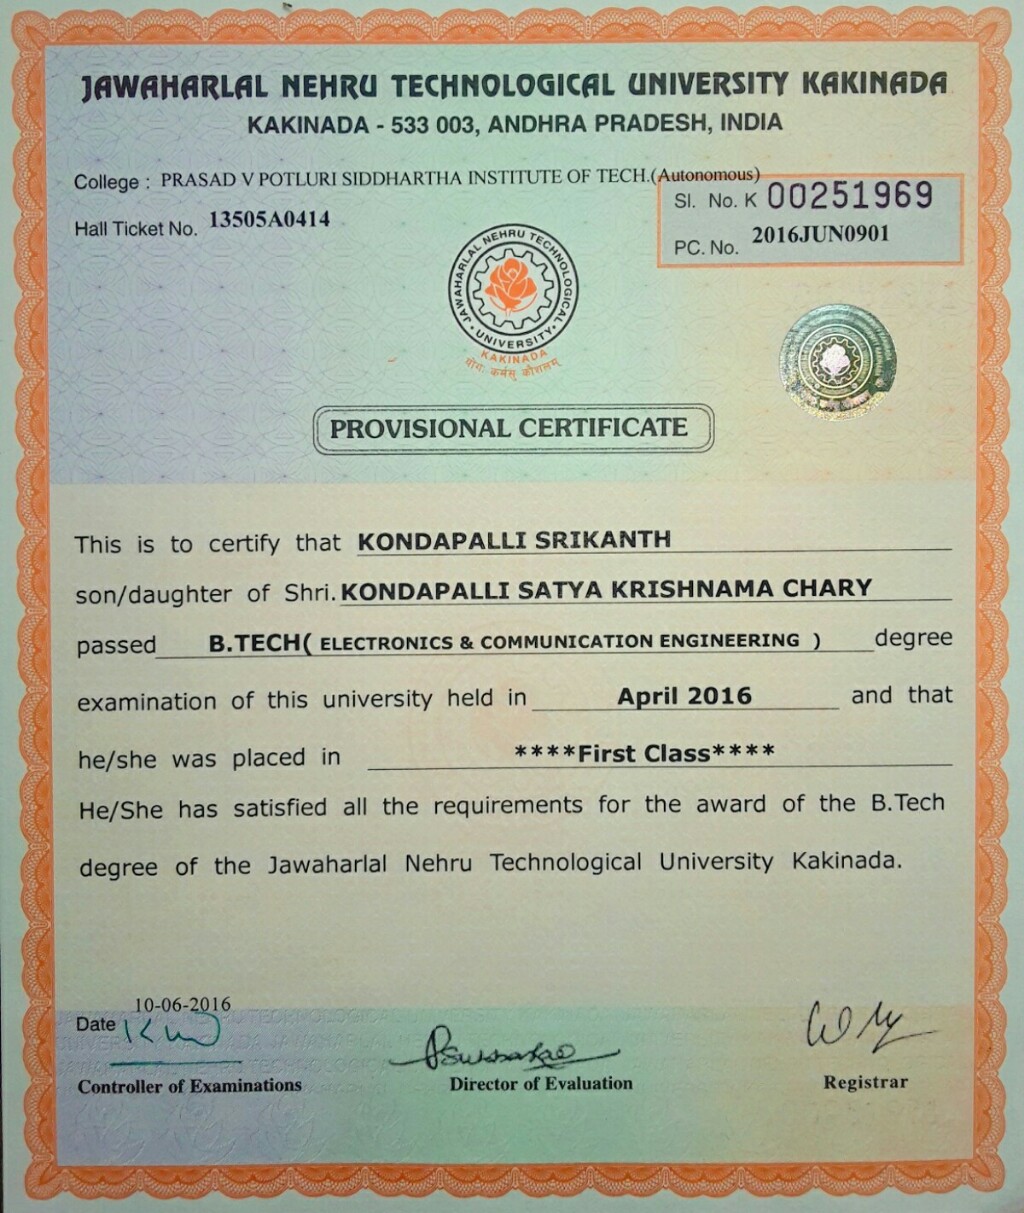 JAWAHARLAL NEHRU TECHNOLOGICAL UNIVERSITY KAKINADA
KAKINADA - 533 003, ANDHRA PRADESH, INDIA
College : PRASAD V POTLURI SIDDHARTHA INSTITUTE OF TECH.(Autonomous)
Hall Ticket No. 13505A0414
Sl. No. K 00251969
PC. No. 2016JUN0901
JAWAHARLAL NEHRU TECHNOLOGICAL
UNIVERSITY
KAKINADA
योगः कर्मसु कौशलम्
PROVISIONAL CERTIFICATE
This is to certify that KONDAPALLI SRIKANTH
son/daughter of Shri. KONDAPALLI SATYA KRISHNAMA CHARY
passed B.TECH( ELECTRONICS & COMMUNICATION ENGINEERING ) degree
examination of this university held in April 2016 and that
he/she was placed in ****First Class****
He/She has satisfied all the requirements for the award of the B.Tech
degree of the Jawaharlal Nehru Technological University Kakinada.
10-06-2016
Date
Controller of Examinations
Director of Evaluation
Registrar